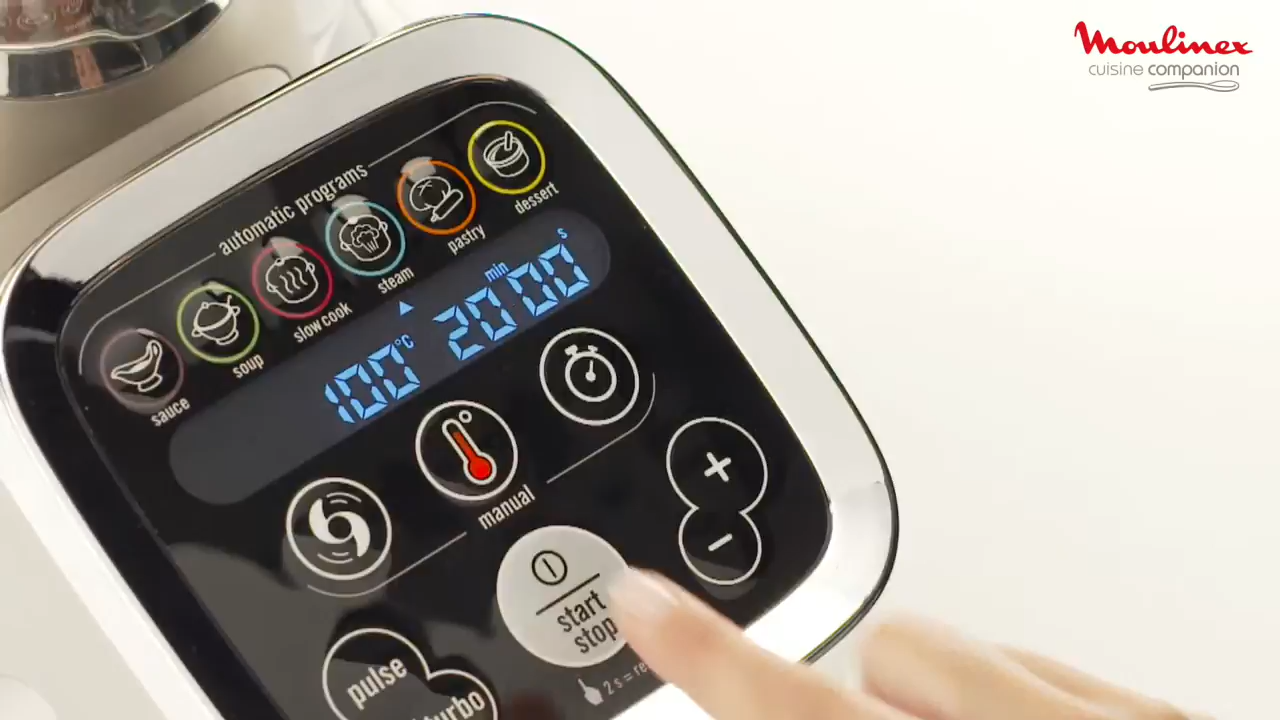 Moulinex
cuisine companion
automatic programs
sauce
soup
slow cook
steam
pastry
dessert
100°C 20 min 00 s
manual
+
−
start
stop
pulse
turbo
2 s =